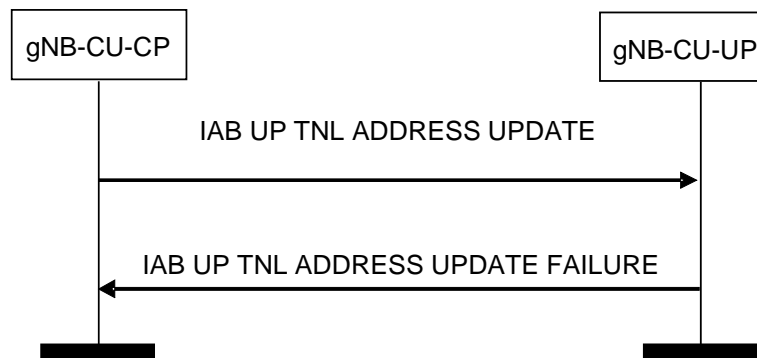 gNB-CU-CP
gNB-CU-UP
IAB UP TNL ADDRESS UPDATE
IAB UP TNL ADDRESS UPDATE FAILURE